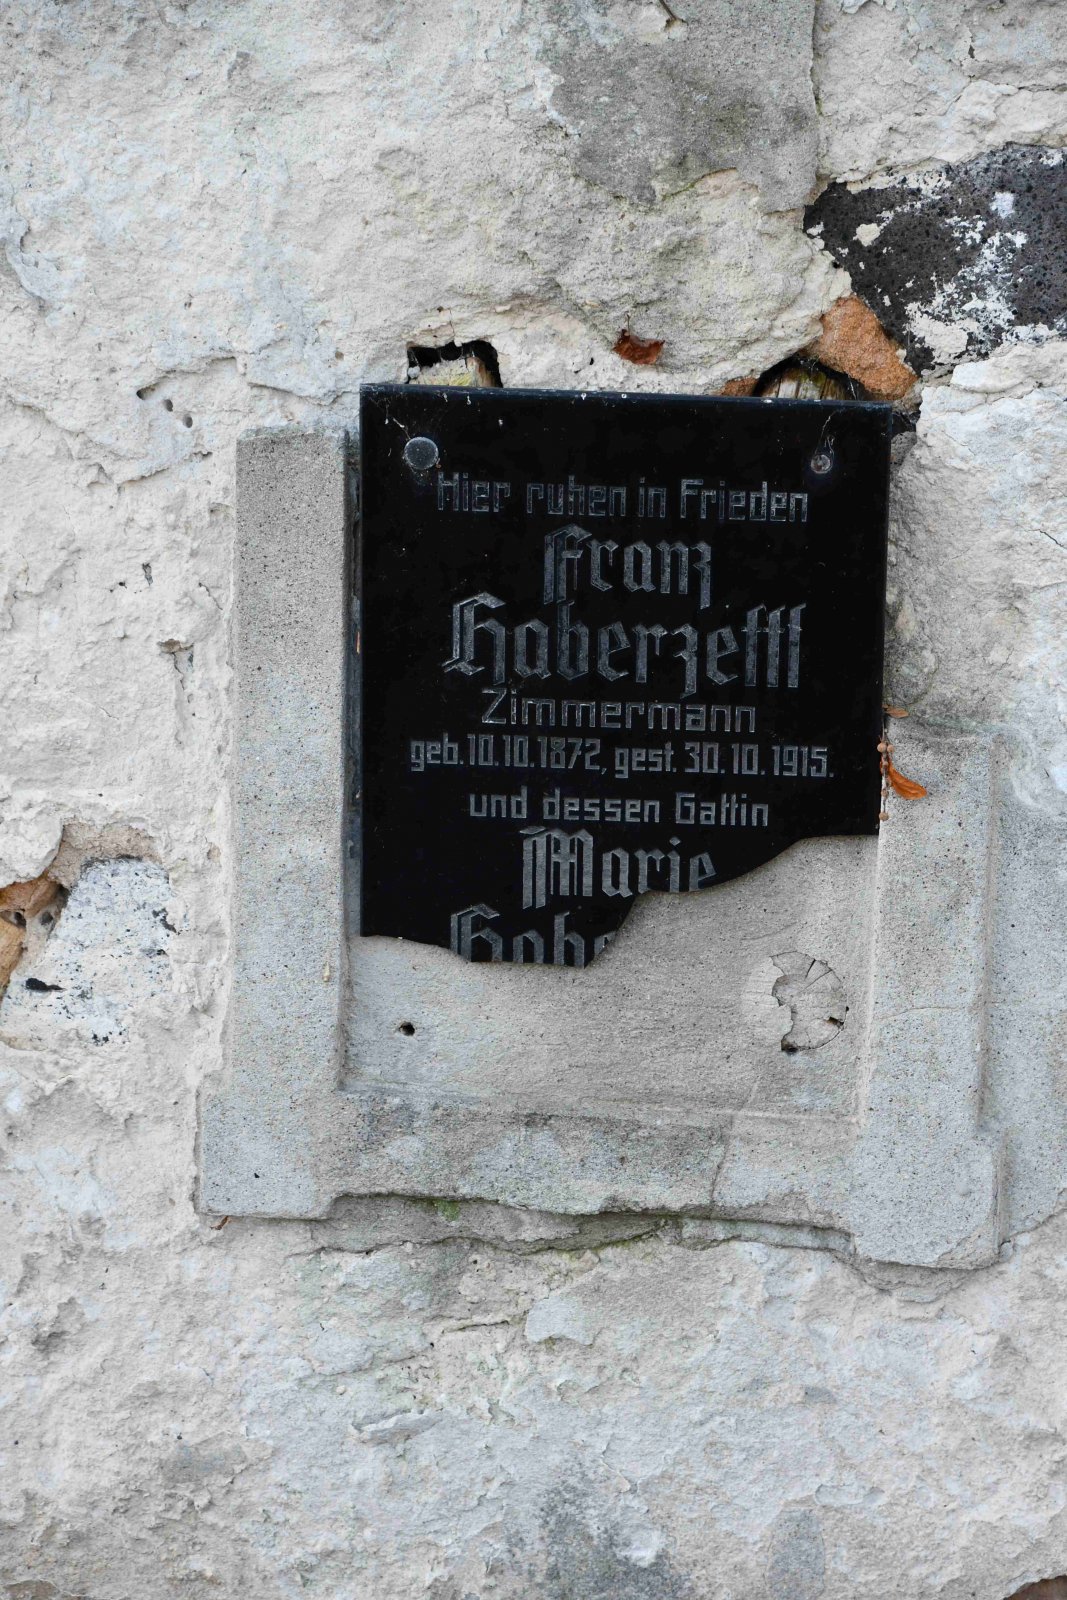 Hier ruhen in Frieden
Franz
Haberzettl
Zimmermann
geb. 10.10.1872, gest. 30.10.1915.
und dessen Gattin
Marie
Habe